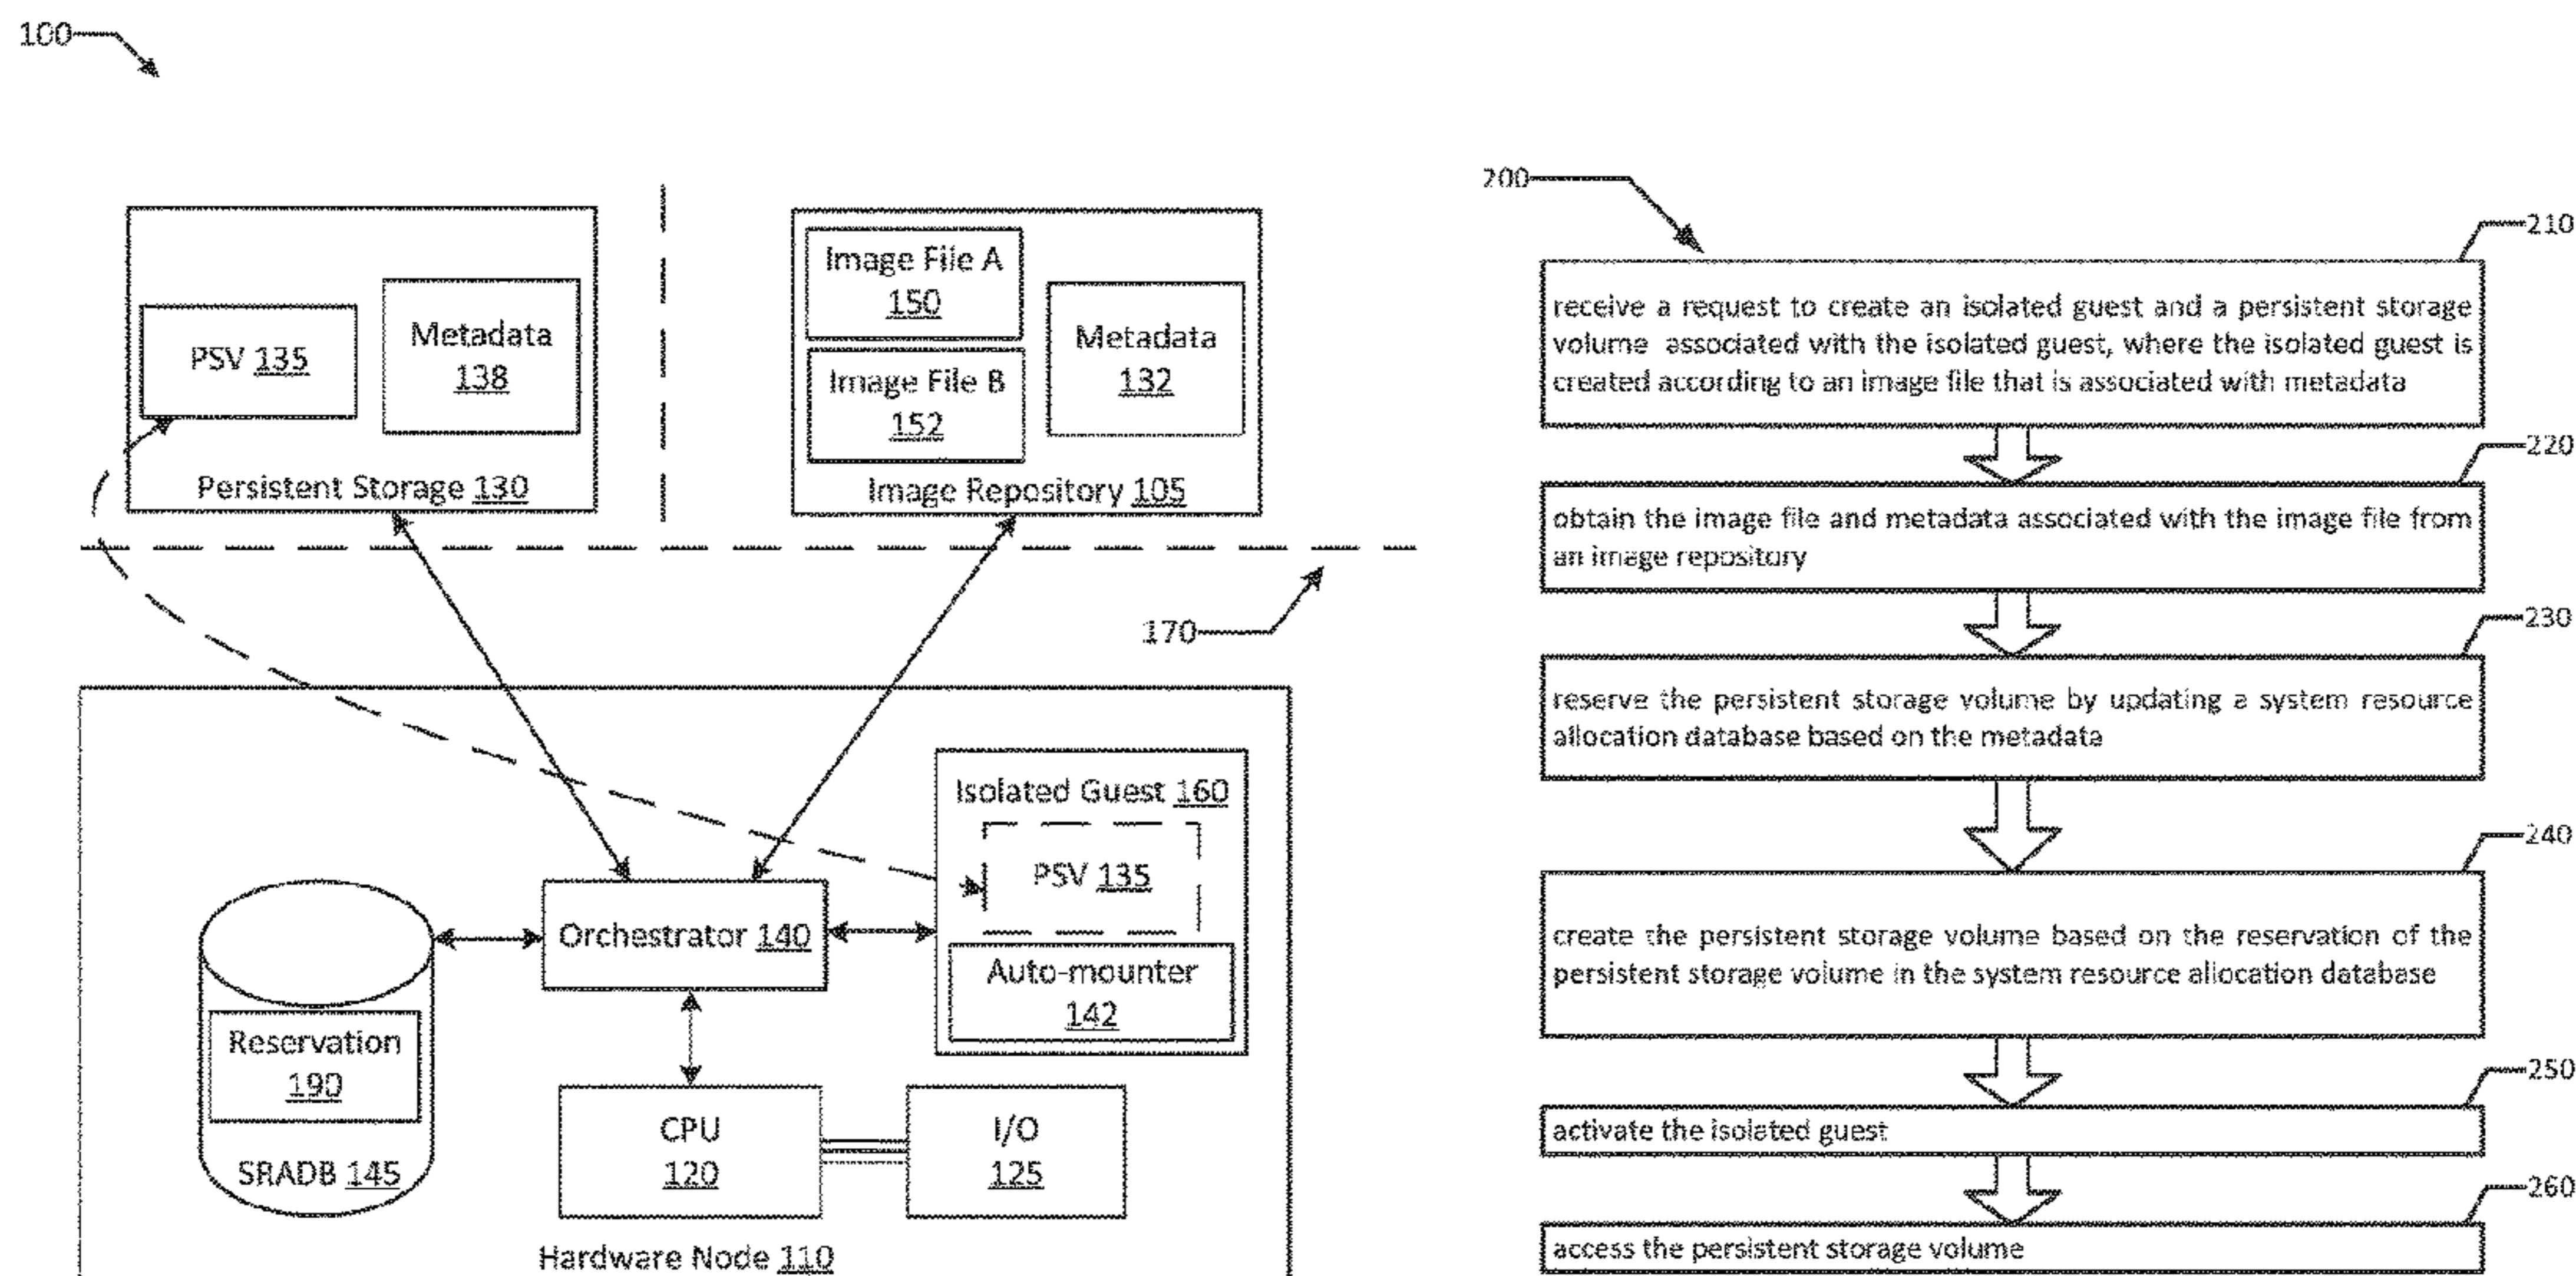 100
PSV 135
Metadata
138
Persistent Storage 130
Image File A
150
Image File B
152
Metadata
132
Image Repository 105
170
Isolated Guest 160
PSV 135
Auto-mounter
142
Orchestrator 140
Reservation
190
SRADB 145
CPU
120
I/O
125
Hardware Node 110
200
210
receive a request to create an isolated guest and a persistent storage
volume associated with the isolated guest, where the isolated guest is
created according to an image file that is associated with metadata
220
obtain the image file and metadata associated with the image file from
an image repository
230
reserve the persistent storage volume by updating a system resource
allocation database based on the metadata
240
create the persistent storage volume based on the reservation of the
persistent storage volume in the system resource allocation database
250
activate the isolated guest
260
access the persistent storage volume